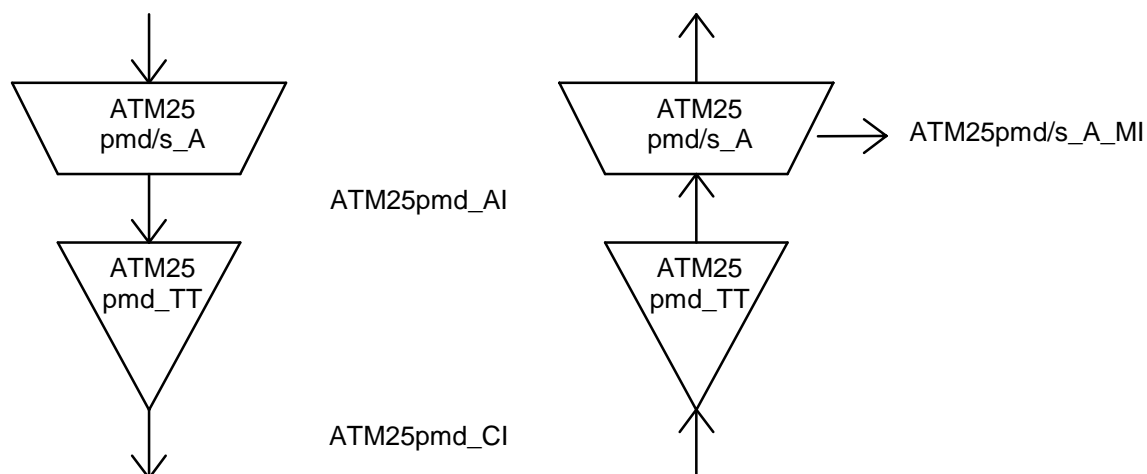 ATM25
pmd/s_A
ATM25
pmd/s_A
ATM25pmd/s_A_MI
ATM25pmd_AI
ATM25
pmd_TT
ATM25
pmd_TT
ATM25pmd_CI